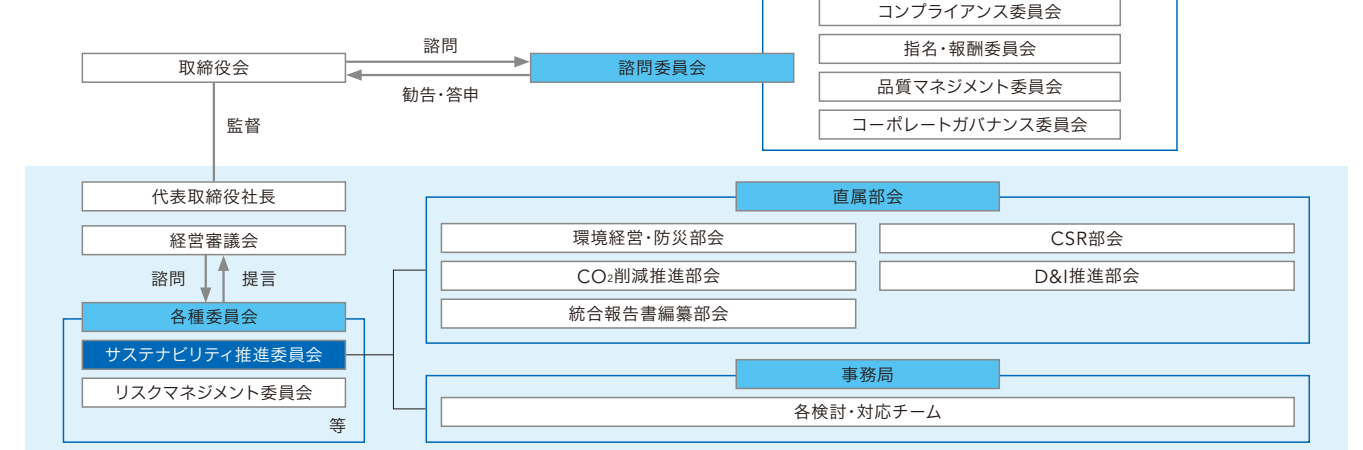 コンプライアンス委員会
諮問
指名・報酬委員会
取締役会
諮問委員会
品質マネジメント委員会
勧告・答申
コーポレートガバナンス委員会
監督
代表取締役社長
直属部会
経営審議会
環境経営・防災部会
CSR部会
諮問
提言
CO₂削減推進部会
D&I推進部会
各種委員会
統合報告書編纂部会
サステナビリティ推進委員会
事務局
リスクマネジメント委員会
各検討・対応チーム
等